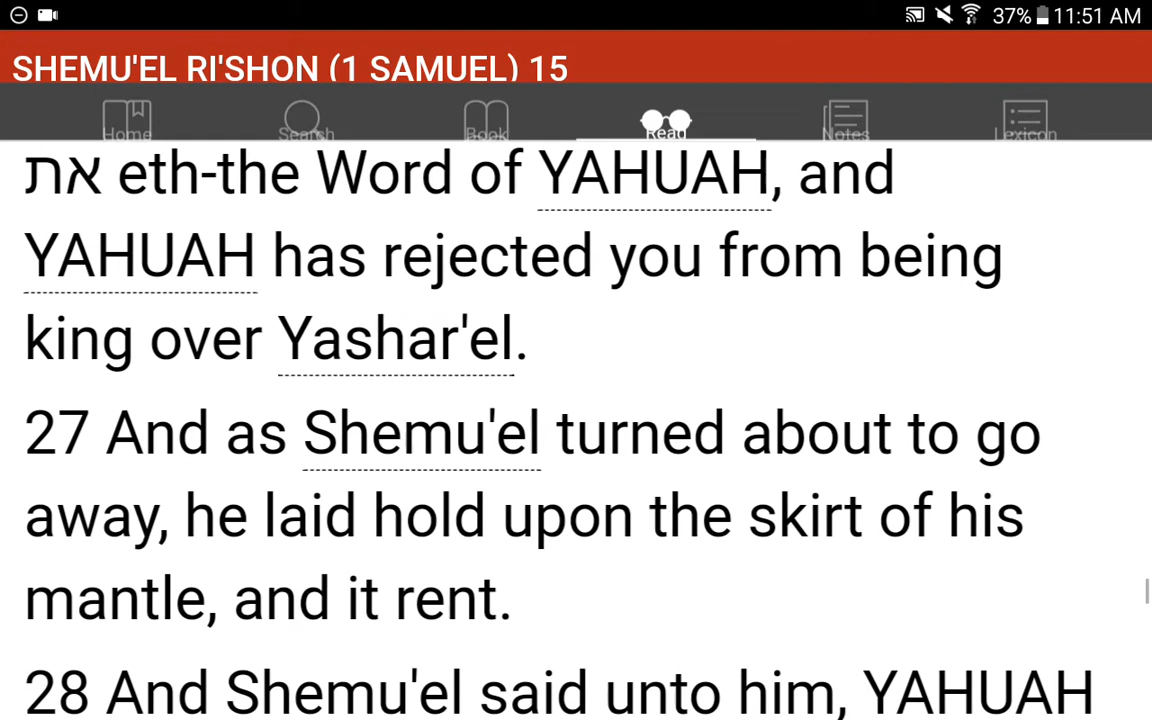 37% 11:51 AM
SHEMU'EL RI'SHON (1 SAMUEL) 15
Home Search Book Read Notes Lexicon
את eth-the Word of YAHUAH, and
YAHUAH has rejected you from being
king over Yashar'el.
27 And as Shemu'el turned about to go
away, he laid hold upon the skirt of his
mantle, and it rent.
28 And Shemu'el said unto him, YAHUAH